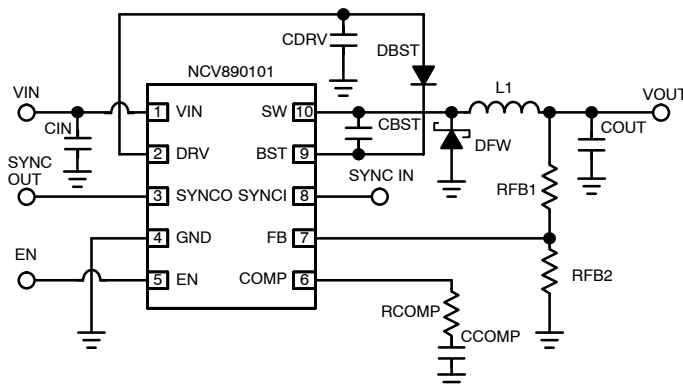 CDRV
DBST
NCV890101
VIN
L1
VOUT
1 VIN
SW 10
CIN
CBST
COUT
2 DRV
BST 9
DFW
SYNC
OUT
SYNC IN
3 SYNCO
SYNCI 8
RFB1
4 GND
FB 7
EN
5 EN
COMP 6
RFB2
RCOMP
CCOMP